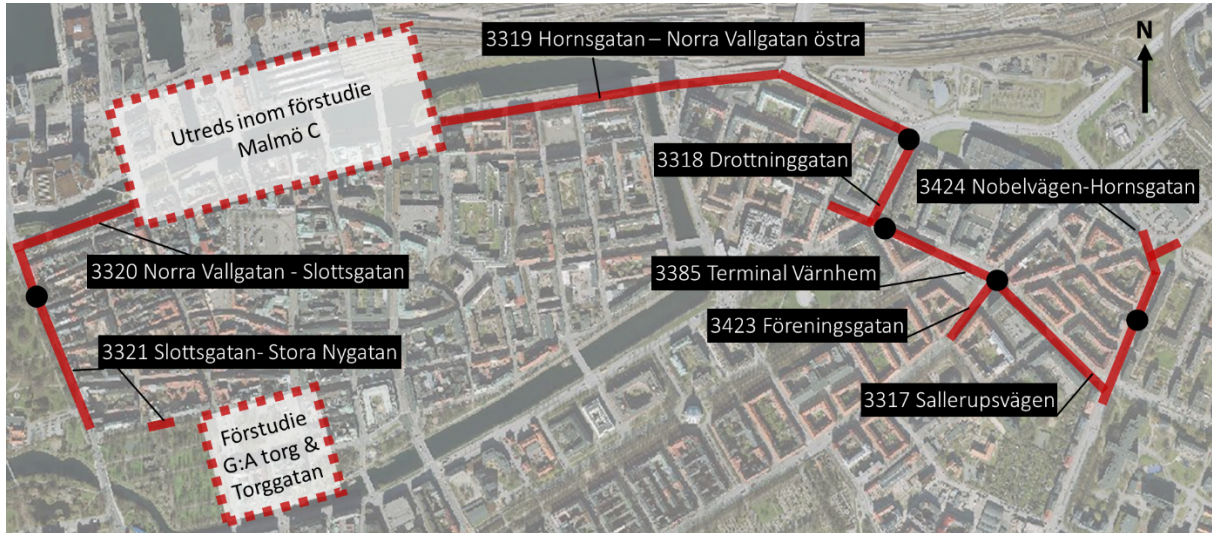 3319 Hornsgatan – Norra Vallgatan östra
N
Utreds inom förstudie
Malmö C
3318 Drottninggatan
3424 Nobelvägen-Hornsgatan
3320 Norra Vallgatan - Slottsgatan
3385 Terminal Värnhem
3423 Föreningsgatan
3321 Slottsgatan- Stora Nygatan
3317 Sallerupsvägen
Förstudie
G:A torg &
Torggatan